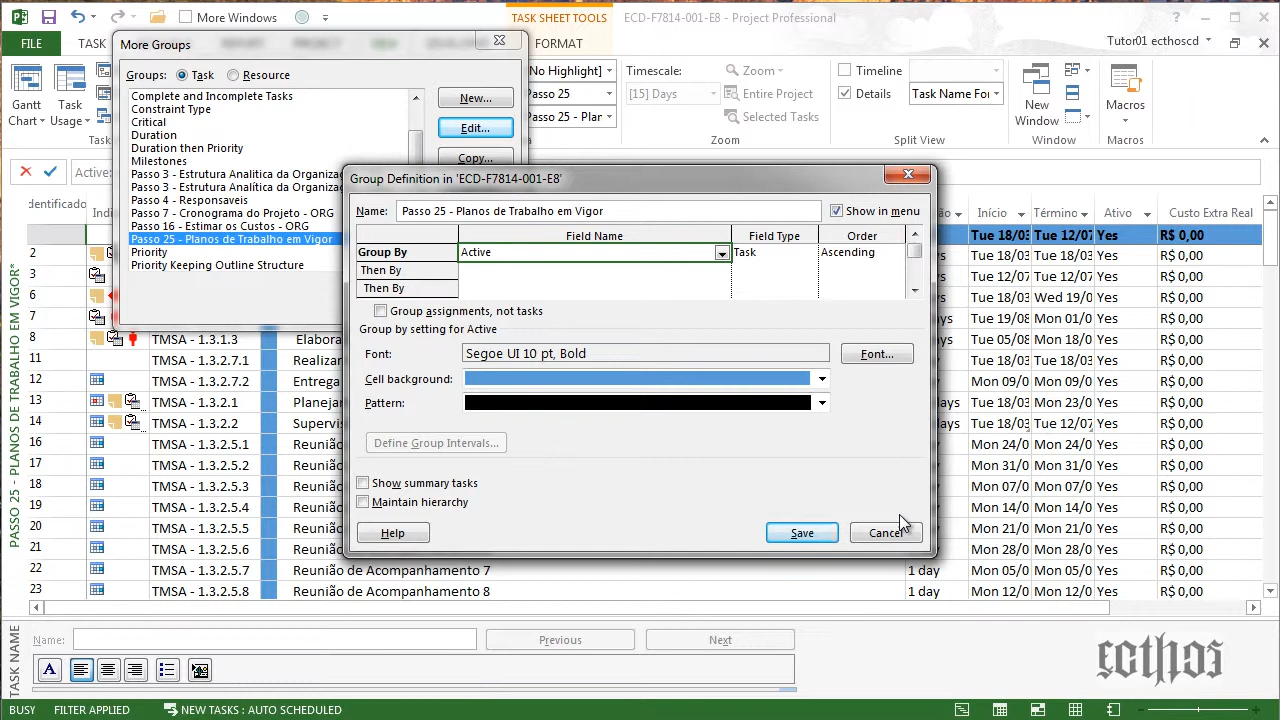 More Windows
TASK SHEET TOOLS
ECD-F7814-001-E8 - Project Professional
FILE
TASK
FORMAT
Tutor01 ecthoscd
More Groups
Groups: Task Resource
Complete and Incomplete Tasks
Constraint Type
Critical
Duration
Duration then Priority
Milestones
Passo 3 - Estrutura Analítica da Organiza
Passo 3 - Estrutura Analitica da Organiza
Passo 4 - Responsaveis
Passo 7 - Cronograma do Projeto - ORG
Passo 16 - Estimar os Custos - ORG
Passo 25 - Planos de Trabalho em Vigor
Priority
Priority Keeping Outline Structure
New...
Edit...
Copy...
Gantt
Chart
Task
Usage
No Highlight]
Passo 25
Passo 25 - Plar
Timescale:
[15] Days
Zoom
Entire Project
Selected Tasks
Zoom
Timeline
Details
Task Name For
Split View
New
Window
Window
Macros
Macros
Active:
Group Definition in 'ECD-F7814-001-E8'
Name: Passo 25 - Planos de Trabalho em Vigor
Show in menu
Field Name Field Type Order
Group By Active Task Ascending
Then By
Then By
Group assignments, not tasks
Group by setting for Active
Font: Segoe UI 10 pt, Bold Font...
Cell background:
Pattern:
Define Group Intervals...
Show summary tasks
Maintain hierarchy
Help Save Cancel
Identificado Indi
Início Término Ativo Custo Extra Real
Tue 18/03 Tue 12/07 Yes R$ 0,00
2 Tue 18/03 Tue 18/03 Yes R$ 0,00
3 Tue 18/03 Tue 12/07 Yes R$ 0,00
6 Tue 18/03 Wed 19/0 Yes R$ 0,00
7 Tue 18/03 Mon 01/0 Yes R$ 0,00
8 TMSA - 1.3.1.3 Elabora Tue 05/08 Mon 18/0 Yes R$ 0,00
11 TMSA - 1.3.2.7.1 Realizar Tue 18/03 Tue 18/03 Yes R$ 0,00
12 TMSA - 1.3.2.7.2 Entrega Mon 09/0 Mon 09/0 Yes R$ 0,00
13 TMSA - 1.3.2.1 Planejar Tue 18/03 Mon 09/0 Yes R$ 0,00
14 TMSA - 1.3.2.2 Supervis Tue 18/03 Tue 12/07 Yes R$ 0,00
16 TMSA - 1.3.2.5.1 Reunião Mon 24/0 Mon 24/0 Yes R$ 0,00
17 TMSA - 1.3.2.5.2 Reunião Mon 31/0 Mon 31/0 Yes R$ 0,00
18 TMSA - 1.3.2.5.3 Reunião Mon 07/0 Mon 07/0 Yes R$ 0,00
19 TMSA - 1.3.2.5.4 Reunião Mon 14/0 Mon 14/0 Yes R$ 0,00
20 TMSA - 1.3.2.5.5 Reunião Mon 21/0 Mon 21/0 Yes R$ 0,00
21 TMSA - 1.3.2.5.6 Reunião Mon 28/0 Mon 28/0 Yes R$ 0,00
22 TMSA - 1.3.2.5.7 Reunião de Acompanhamento 7 1 day Mon 05/0 Mon 05/0 Yes R$ 0,00
23 TMSA - 1.3.2.5.8 Reunião de Acompanhamento 8 1 day Mon 12/0 Mon 12/0 Yes R$ 0,00
PASSO 25 - PLANOS DE TRABALHO EM VIGOR*
TASK NAME
Name: Previous Next
ecthos
BUSY FILTER APPLIED NEW TASKS : AUTO SCHEDULED